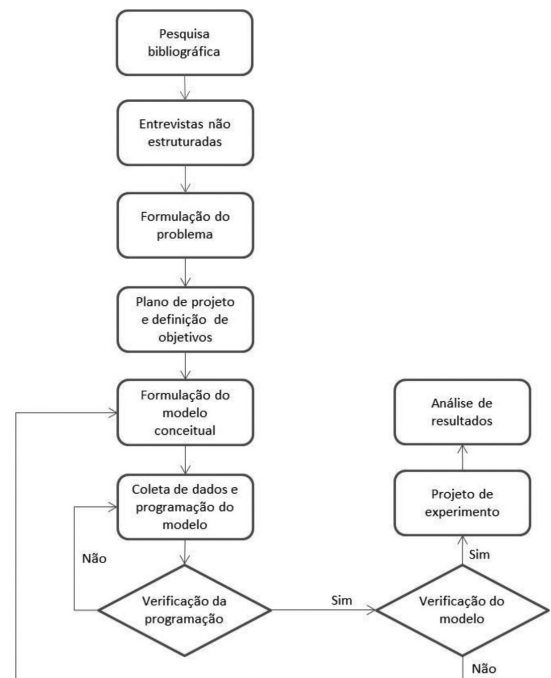 Pesquisa
bibliográfica
Entrevistas não
estruturadas
Formulação do
problema
Plano de projeto
e definição de
objetivos
Formulação do
modelo
conceitual
Coleta de dados e
programação do
modelo
Não
Verificação da
programação
Sim
Análise de
resultados
Projeto de
experimento
Sim
Verificação do
modelo
Não